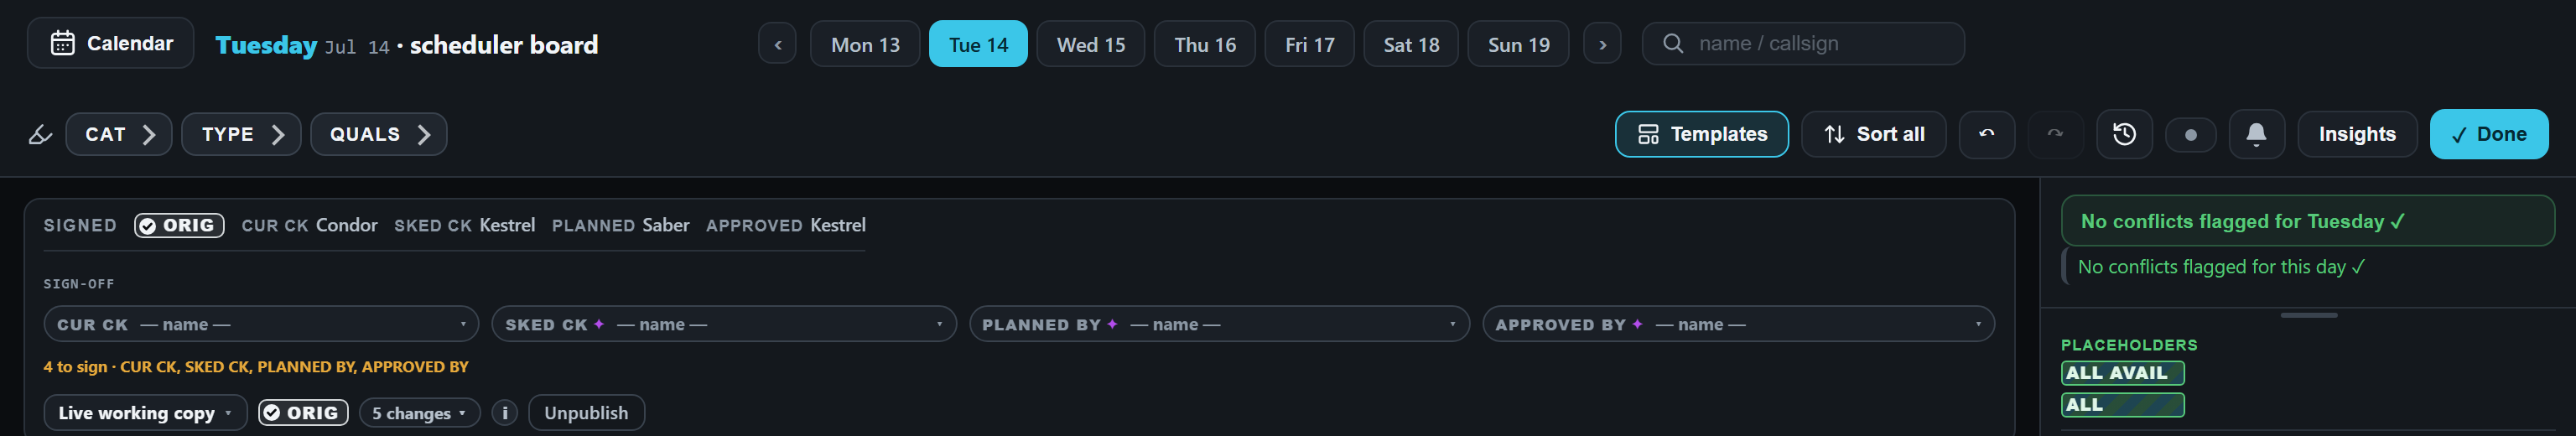 Calendar Tuesday Jul 14 · scheduler board ‹ Mon 13 Tue 14 Wed 15 Thu 16 Fri 17 Sat 18 Sun 19 › name / callsign
CAT TYPE QUALS Templates Sort all Insights ✓ Done
SIGNED ORIG CUR CK Condor SKED CK Kestrel PLANNED Saber APPROVED Kestrel
SIGN-OFF
CUR CK — name — SKED CK ✦ — name — PLANNED BY ✦ — name — APPROVED BY ✦ — name —
4 to sign · CUR CK, SKED CK, PLANNED BY, APPROVED BY
Live working copy ORIG 5 changes i Unpublish
No conflicts flagged for Tuesday ✓
No conflicts flagged for this day ✓
PLACEHOLDERS
ALL AVAIL
ALL